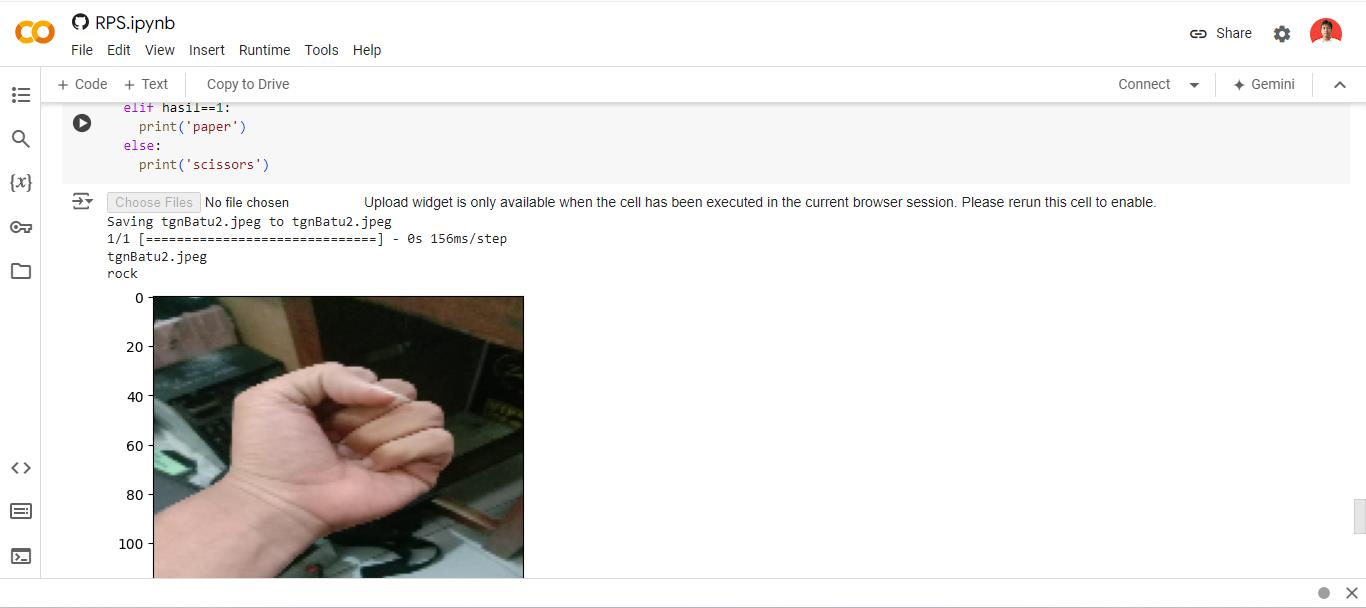 RPS.ipynb
Share
File Edit View Insert Runtime Tools Help
+ Code + Text Copy to Drive Connect Gemini
elif hasil==1:
print('paper')
else:
print('scissors')
Choose Files No file chosen Upload widget is only available when the cell has been executed in the current browser session. Please rerun this cell to enable.
Saving tgnBatu2.jpeg to tgnBatu2.jpeg
1/1 [==============================] - 0s 156ms/step
tgnBatu2.jpeg
rock
0
20
40
60
80
100
{x}